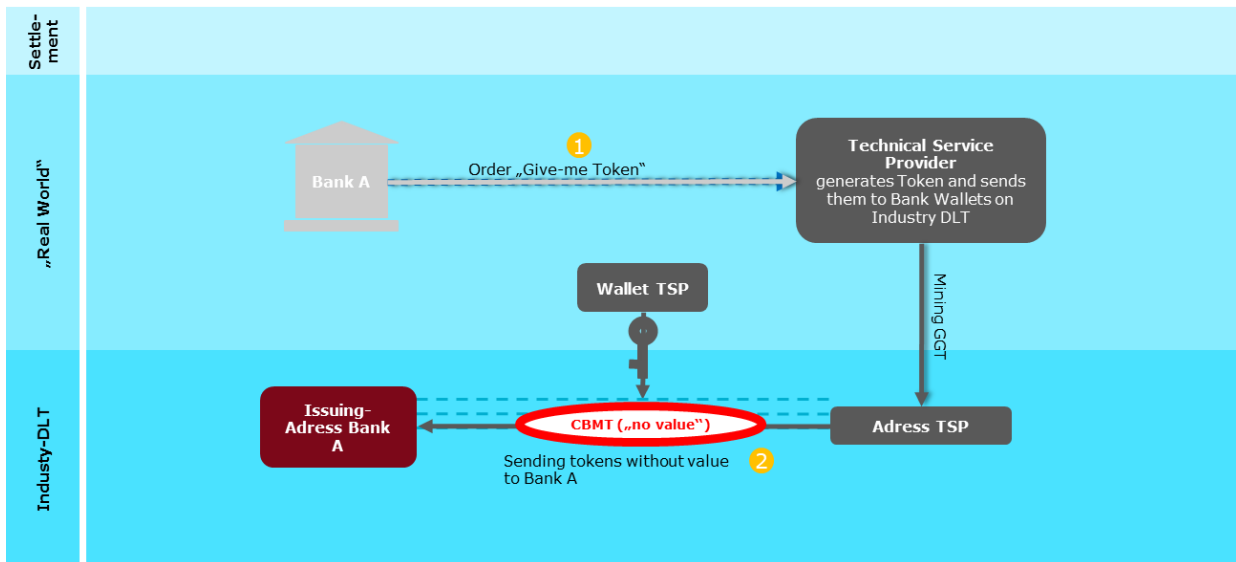 Settle-
ment
„Real World“
Industy-DLT
Bank A
1
Order „Give-me Token“
Technical Service
Provider
generates Token and sends
them to Bank Wallets on
Industry DLT
Wallet TSP
Mining GGT
Issuing-
Adress Bank
A
CBMT („no value“)
Adress TSP
Sending tokens without value
to Bank A
2